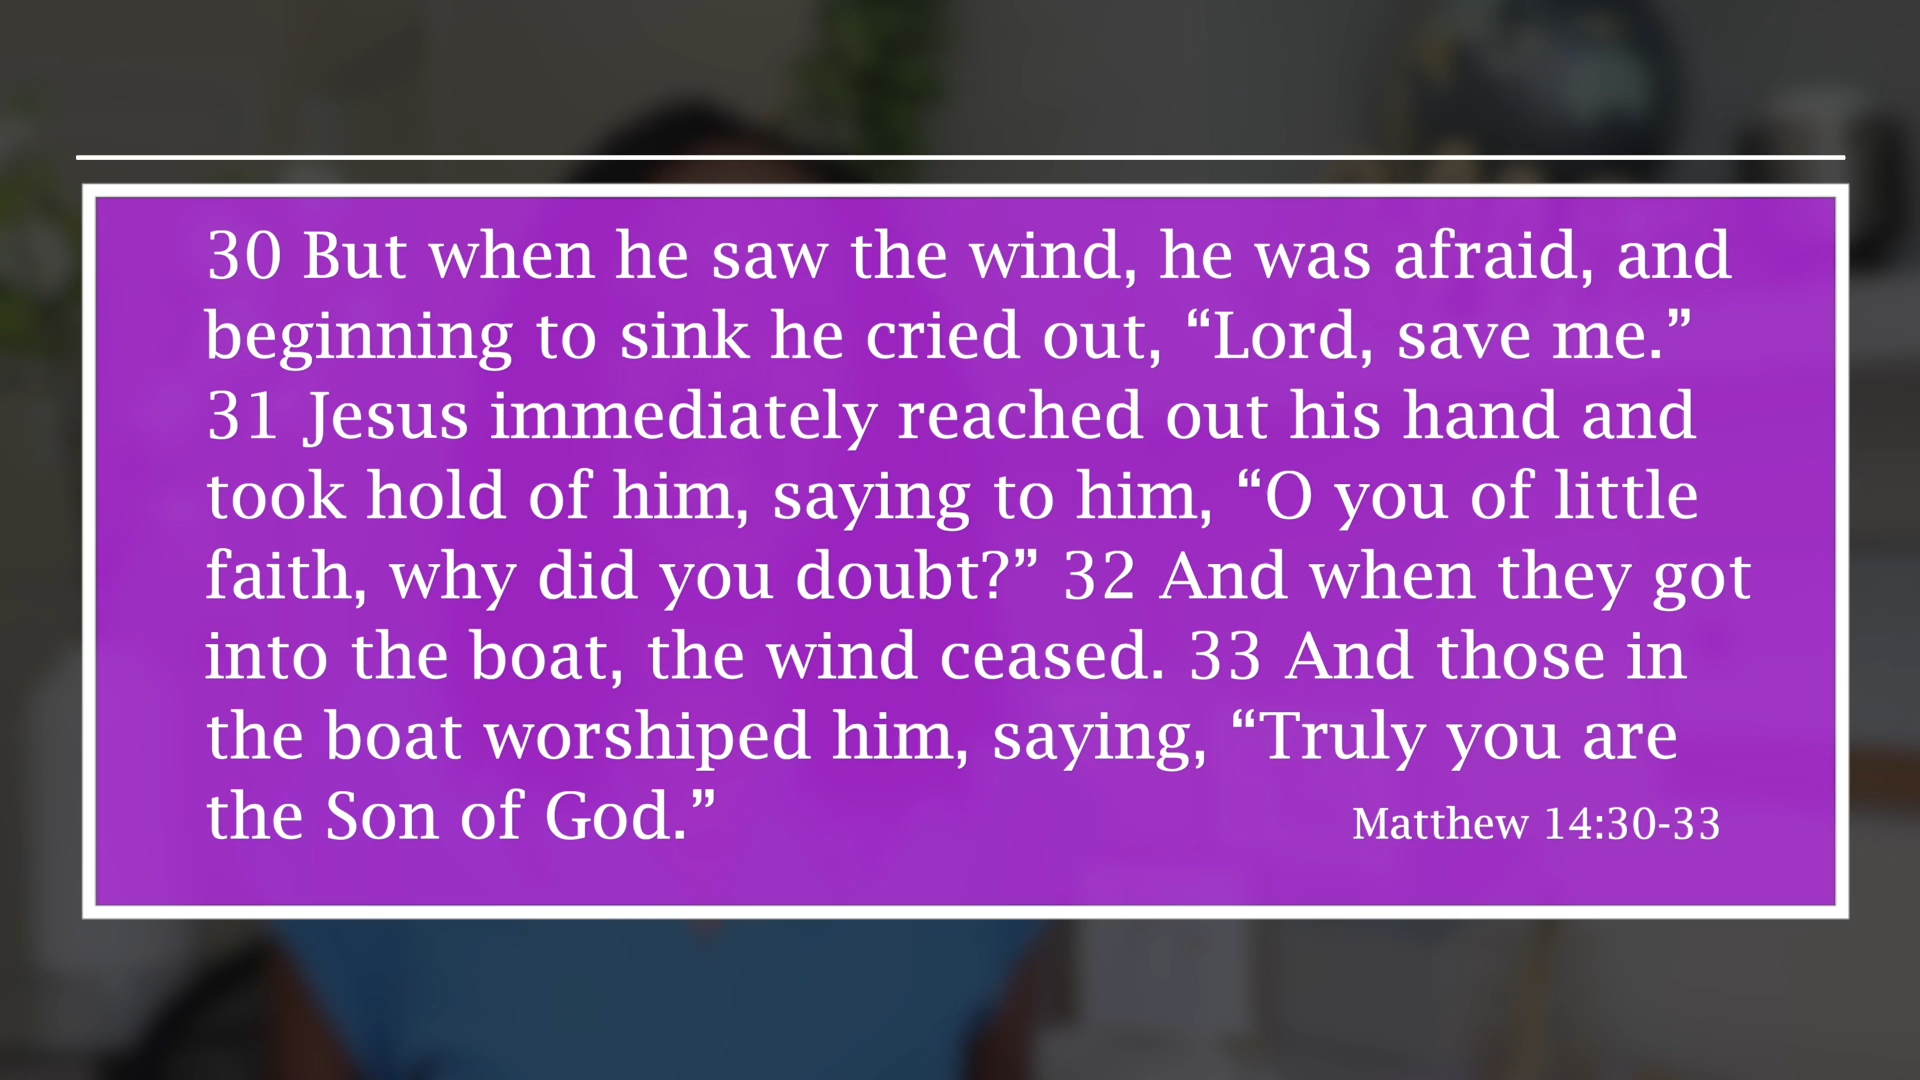 30 But when he saw the wind, he was afraid, and
beginning to sink he cried out, “Lord, save me.”
31 Jesus immediately reached out his hand and
took hold of him, saying to him, “O you of little
faith, why did you doubt?” 32 And when they got
into the boat, the wind ceased. 33 And those in
the boat worshiped him, saying, “Truly you are
the Son of God.”
Matthew 14:30-33